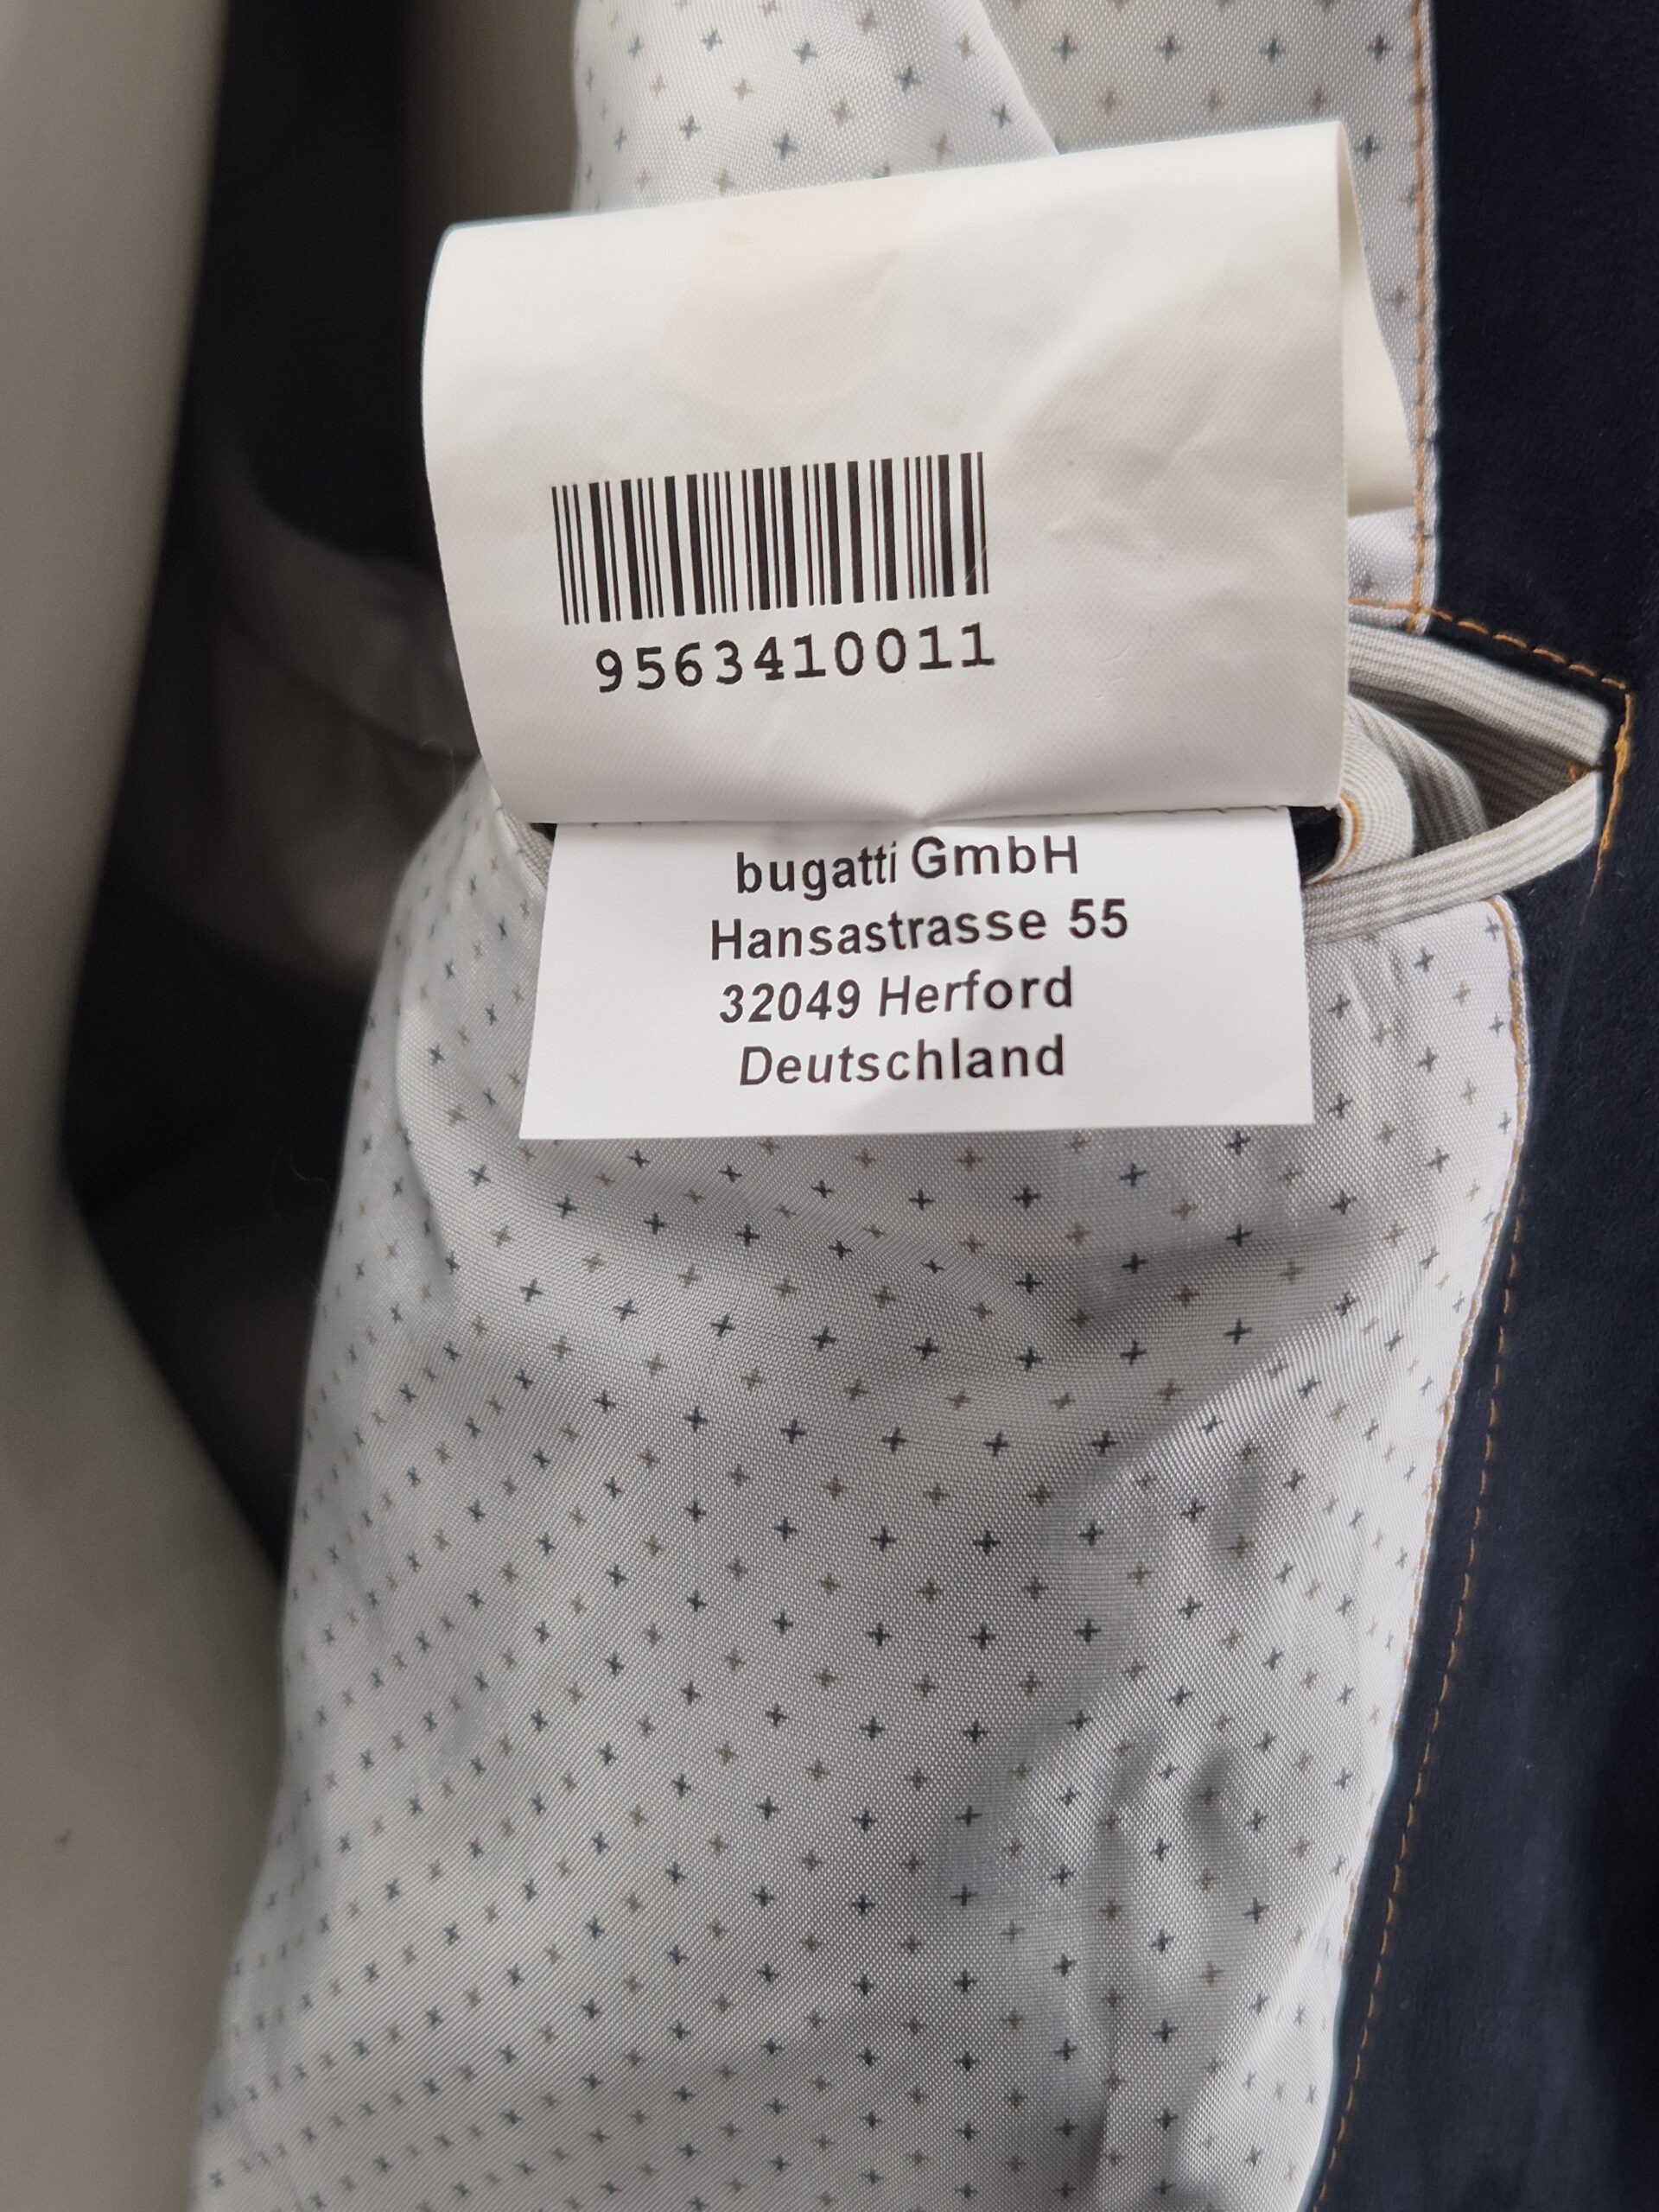 9563410011
bugatti GmbH
Hansastrasse 55
32049 Herford
Deutschland